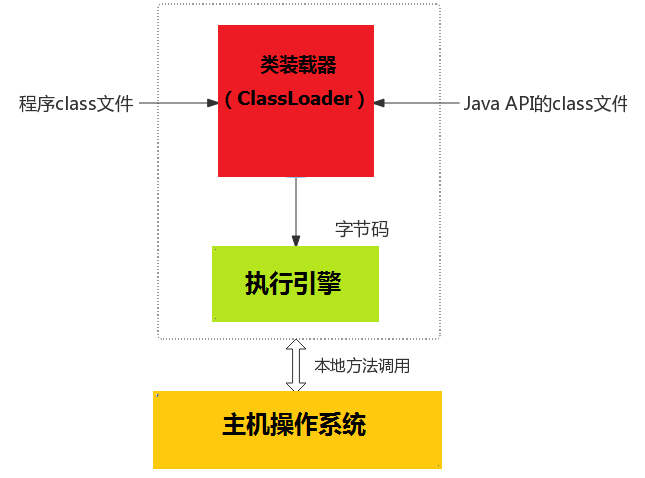 类装载器
（ClassLoader）
程序class文件
Java API的class文件
字节码
执行引擎
本地方法调用
主机操作系统